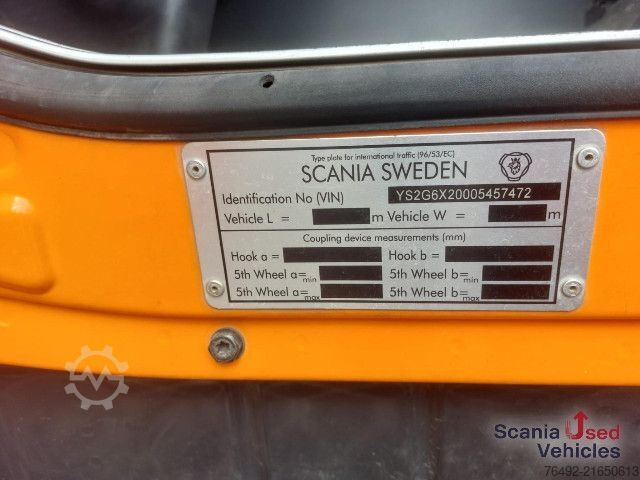 Type plate for international traffic (96/53/EC)
SCANIA SWEDEN
Identification No (VIN) YS2G6X20005457472
Vehicle L = m Vehicle W = m
Coupling device measurements (mm)
Hook a = Hook b =
5th Wheel a=min 5th Wheel b=min
5th Wheel a=max 5th Wheel b=max
Scania Used
Vehicles
76492-21650613